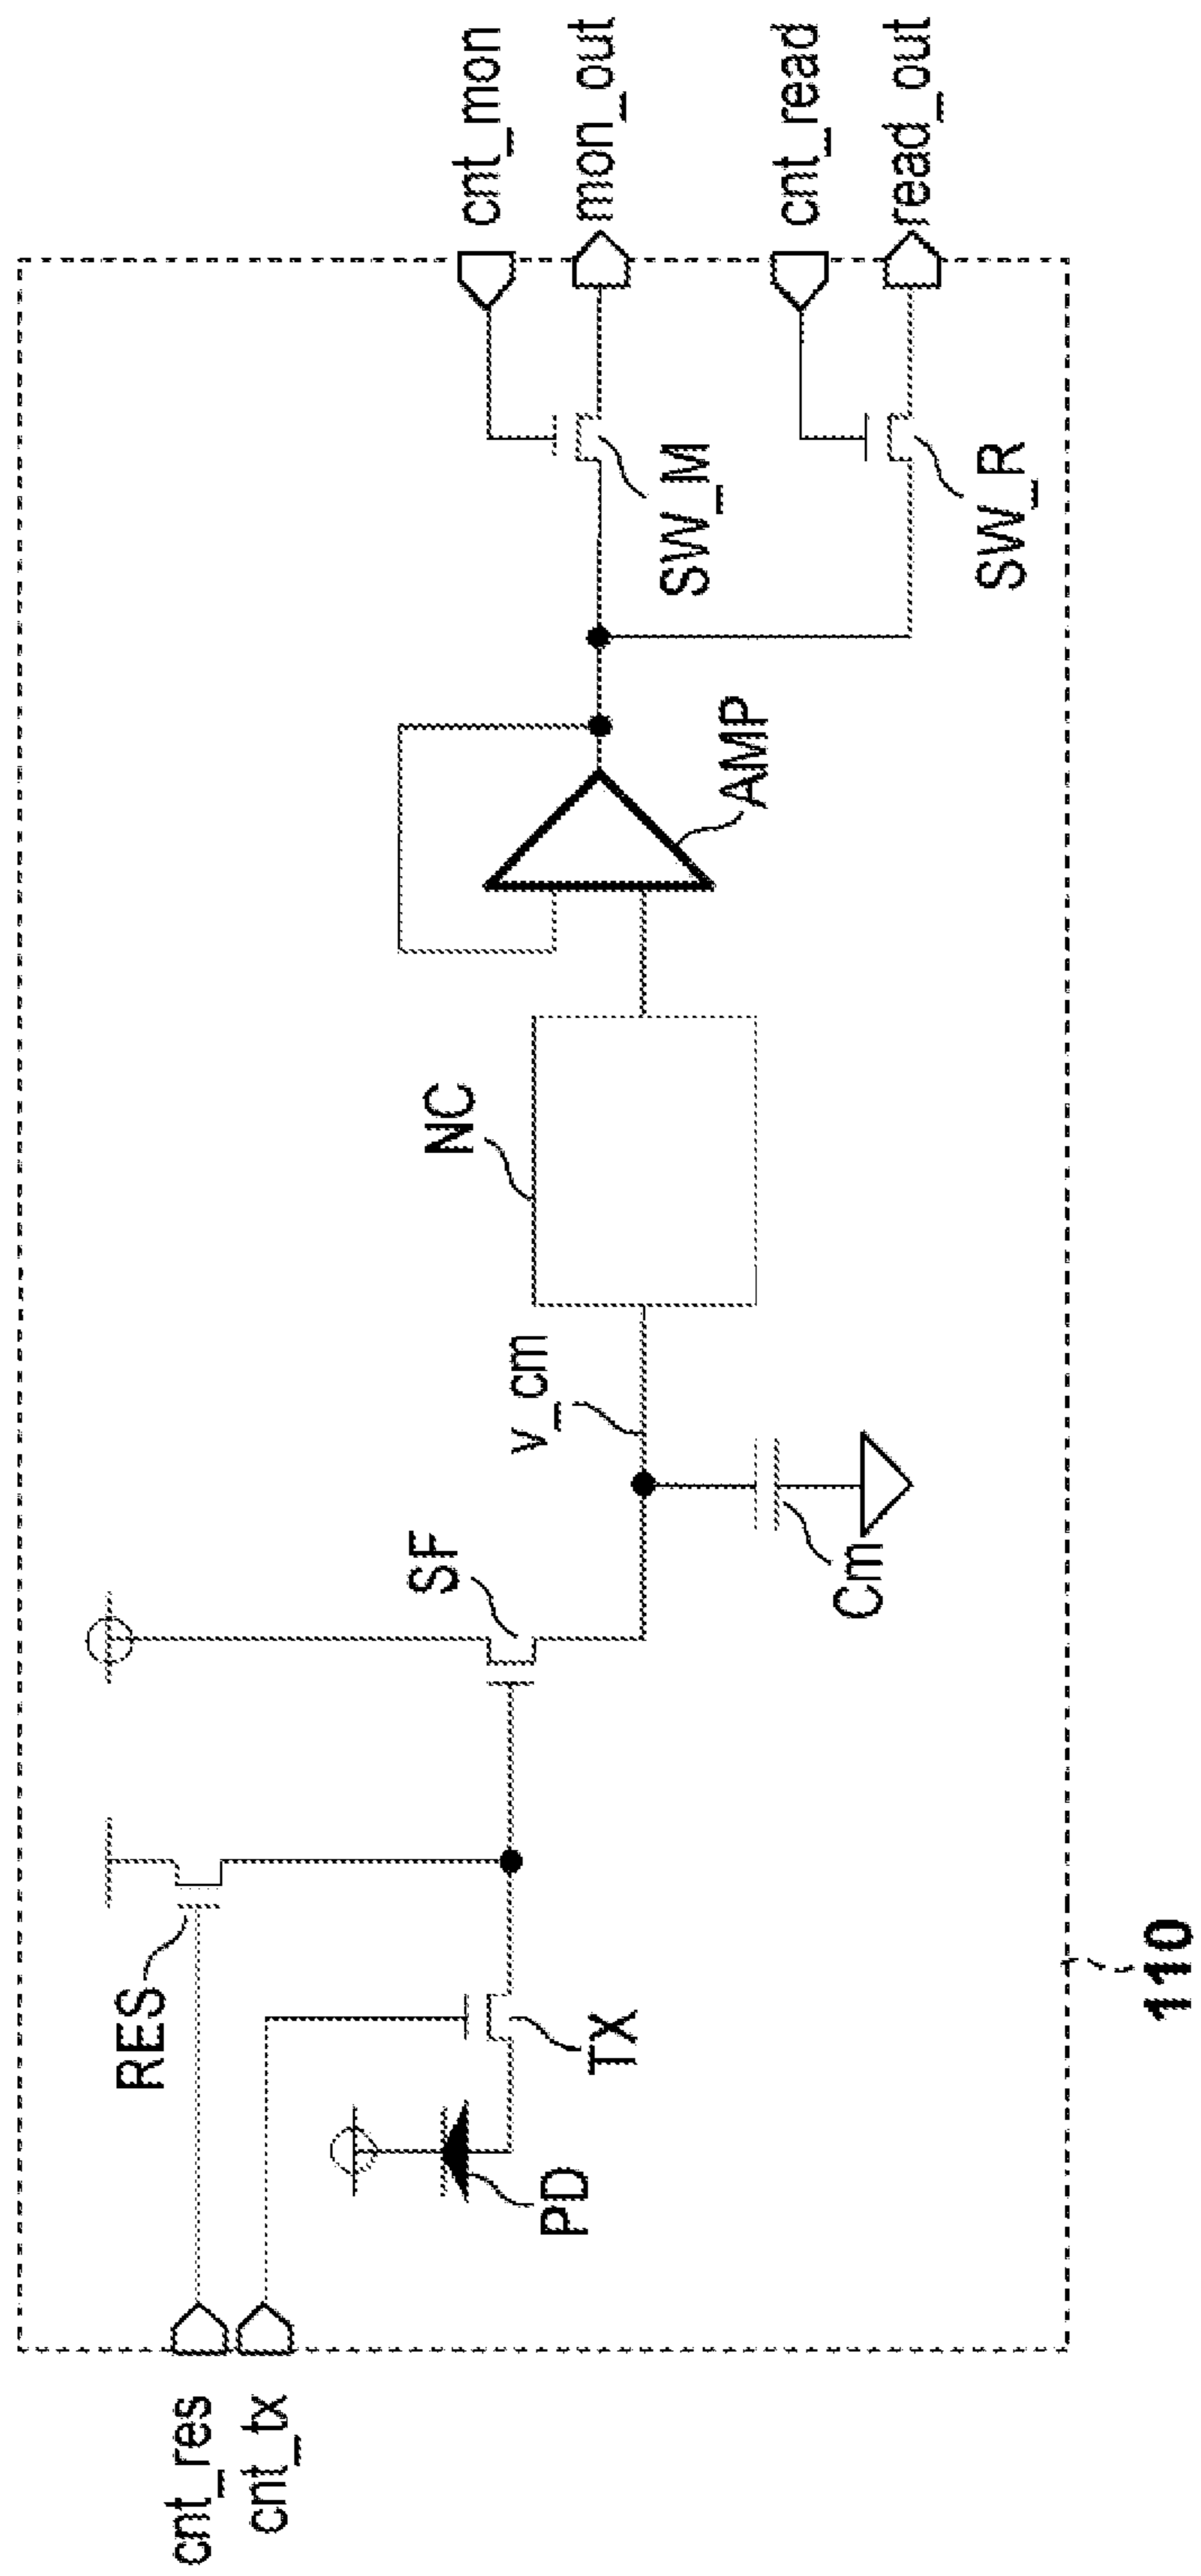 cnt_res
cnt_tx
RES
PD
TX
SF
Cm
v_cm
NC
AMP
SW_M
SW_R
cnt_mon
mon_out
cnt_read
read_out
110